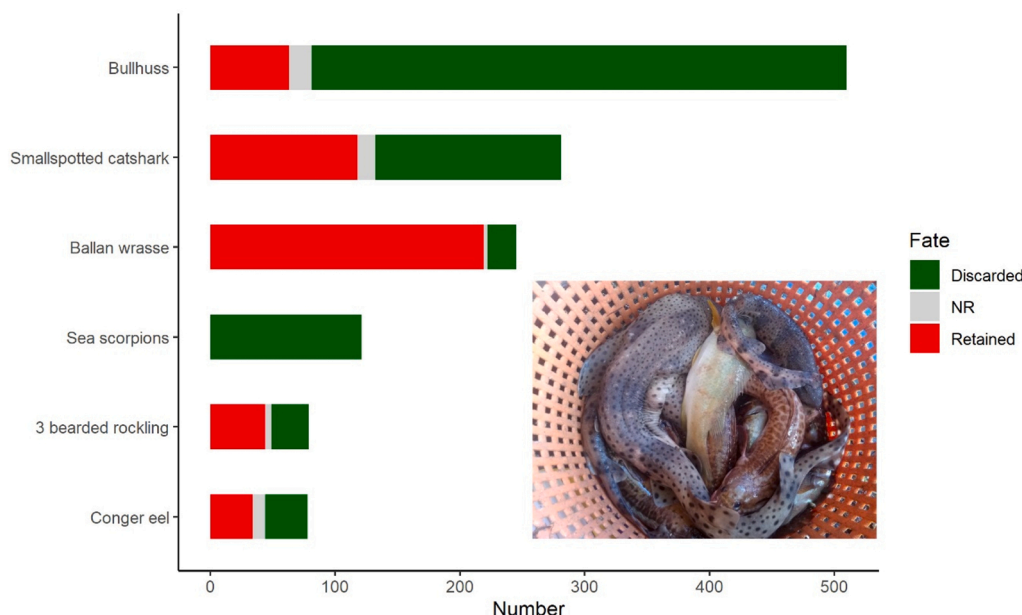 Bullhuss
Smallspotted catshark
Ballan wrasse
Sea scorpions
3 bearded rockling
Conger eel
0 100 200 300 400 500
Number
Fate
Discarded
NR
Retained